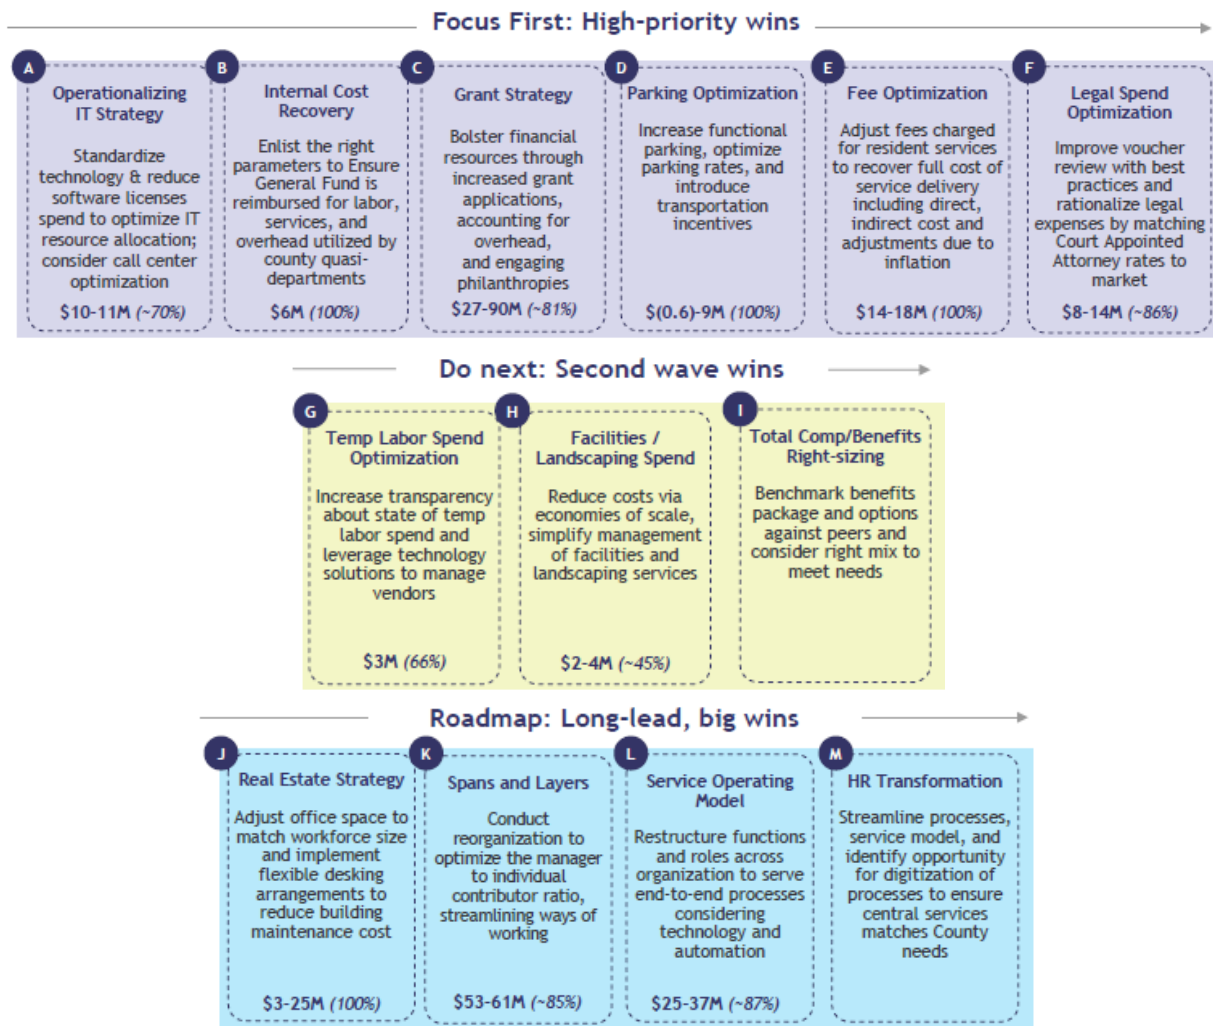 Focus First: High-priority wins
A
Operationalizing
IT Strategy
Standardize
technology & reduce
software licenses
spend to optimize IT
resource allocation;
consider call center
optimization
$10-11M (~70%)
B
Internal Cost
Recovery
Enlist the right
parameters to Ensure
General Fund is
reimbursed for labor,
services, and
overhead utilized by
county quasi-
departments
$6M (100%)
C
Grant Strategy
Bolster financial
resources through
increased grant
applications,
accounting for
overhead,
and engaging
philanthropies
$27-90M (~81%)
D
Parking Optimization
Increase functional
parking, optimize
parking rates, and
introduce
transportation
incentives
$(0.6)-9M (100%)
E
Fee Optimization
Adjust fees charged
for resident services
to recover full cost of
service delivery
including direct,
indirect cost and
adjustments due to
inflation
$14-18M (100%)
F
Legal Spend
Optimization
Improve voucher
review with best
practices and
rationalize legal
expenses by matching
Court Appointed
Attorney rates to
market
$8-14M (~86%)
Do next: Second wave wins
G
Temp Labor Spend
Optimization
Increase transparency
about state of temp
labor spend and
leverage technology
solutions to manage
vendors
$3M (66%)
H
Facilities /
Landscaping Spend
Reduce costs via
economies of scale,
simplify management
of facilities and
landscaping services
$2-4M (~45%)
I
Total Comp/Benefits
Right-sizing
Benchmark benefits
package and options
against peers and
consider right mix to
meet needs
Roadmap: Long-lead, big wins
J
Real Estate Strategy
Adjust office space to
match workforce size
and implement
flexible desking
arrangements to
reduce building
maintenance cost
$3-25M (100%)
K
Spans and Layers
Conduct
reorganization to
optimize the manager
to individual
contributor ratio,
streamlining ways of
working
$53-61M (~85%)
L
Service Operating
Model
Restructure functions
and roles across
organization to serve
end-to-end processes
considering
technology and
automation
$25-37M (~87%)
M
HR Transformation
Streamline processes,
service model, and
identify opportunity
for digitization of
processes to ensure
central services
matches County
needs